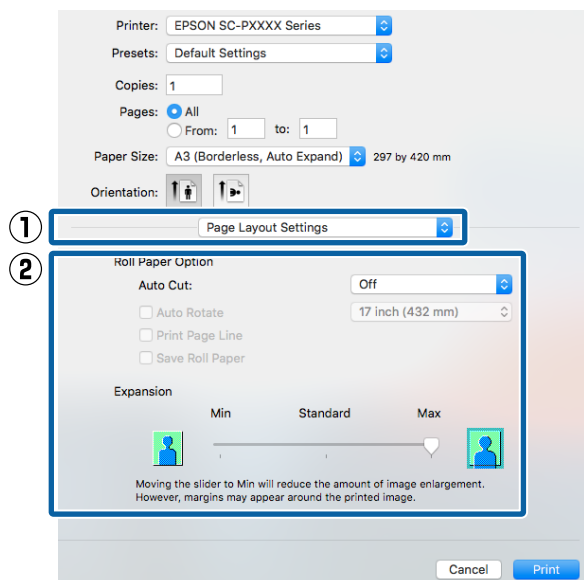 Printer: EPSON SC-PXXXX Series
Presets: Default Settings
Copies: 1
Pages: All
From: 1 to: 1
Paper Size: A3 (Borderless, Auto Expand) 297 by 420 mm
Orientation:
① Page Layout Settings
②
Roll Paper Option
Auto Cut: Off
Auto Rotate 17 inch (432 mm)
Print Page Line
Save Roll Paper
Expansion
Min Standard Max
Moving the slider to Min will reduce the amount of image enlargement.
However, margins may appear around the printed image.
Cancel Print